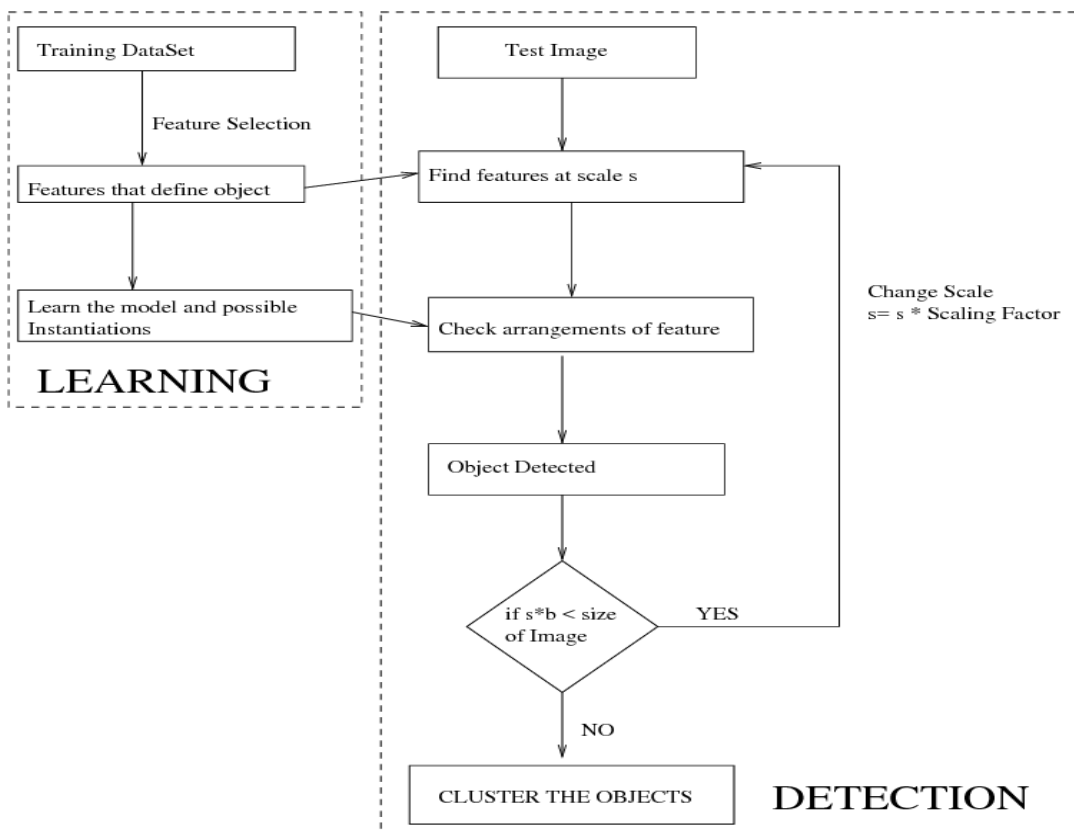 Training DataSet
Feature Selection
Features that define object
Learn the model and possible
Instantiations
LEARNING
Test Image
Find features at scale s
Check arrangements of feature
Change Scale
s= s * Scaling Factor
Object Detected
if s*b < size
of Image
YES
NO
CLUSTER THE OBJECTS
DETECTION